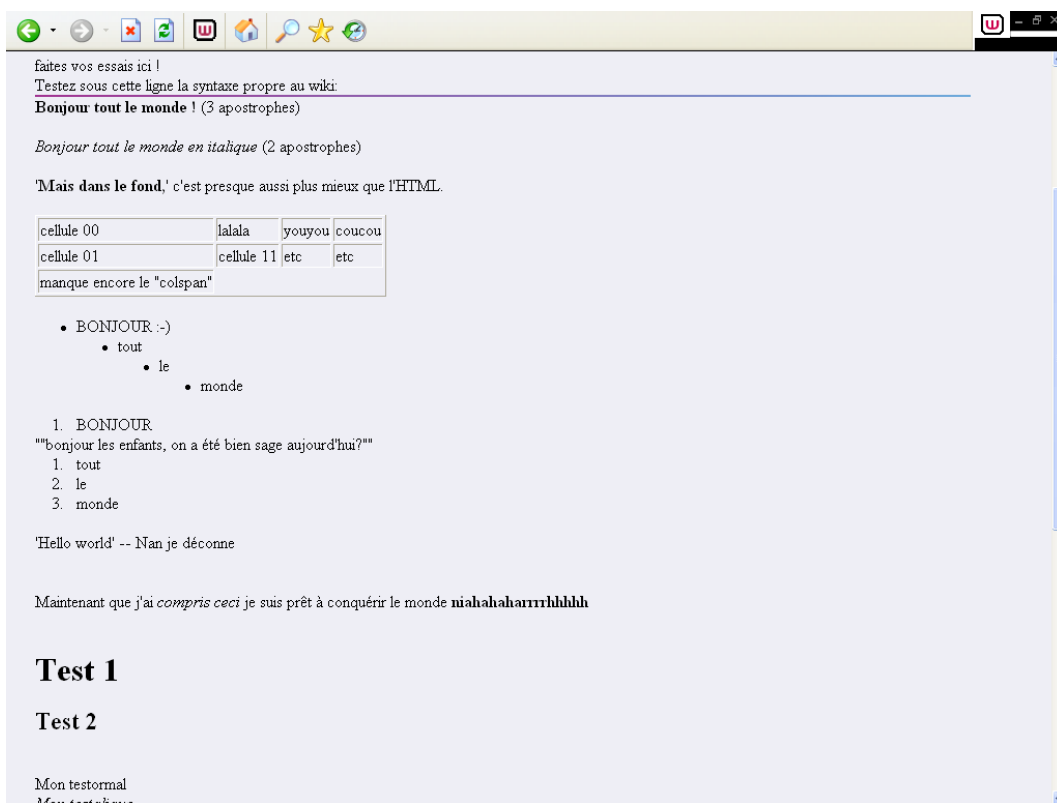 faites vos essais ici !
Testez sous cette ligne la syntaxe propre au wiki:
Bonjour tout le monde ! (3 apostrophes)
Bonjour tout le monde en italique (2 apostrophes)
'Mais dans le fond,' c'est presque aussi plus mieux que l'HTML.
cellule 00 lalala youyou coucou
cellule 01 cellule 11 etc etc
manque encore le "colspan"
• BONJOUR :-)
• tout
• le
• monde
1. BONJOUR
""bonjour les enfants, on a été bien sage aujourd'hui?""
1. tout
2. le
3. monde
'Hello world' -- Nan je déconne
Maintenant que j'ai compris ceci je suis prêt à conquérir le monde niahahaharrrrhhhhh
Test 1
Test 2
Mon testormal